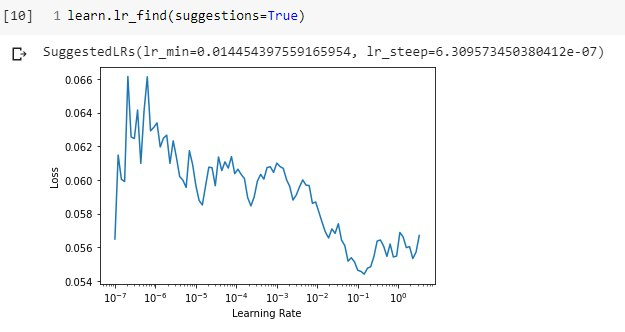 [10] 1 learn.lr_find(suggestions=True)
SuggestedLRs(lr_min=0.014454397559165954, lr_steep=6.309573450380412e-07)
0.066
0.064
0.062
0.060
0.058
0.056
0.054
Loss
10⁻⁷ 10⁻⁶ 10⁻⁵ 10⁻⁴ 10⁻³ 10⁻² 10⁻¹ 10⁰
Learning Rate